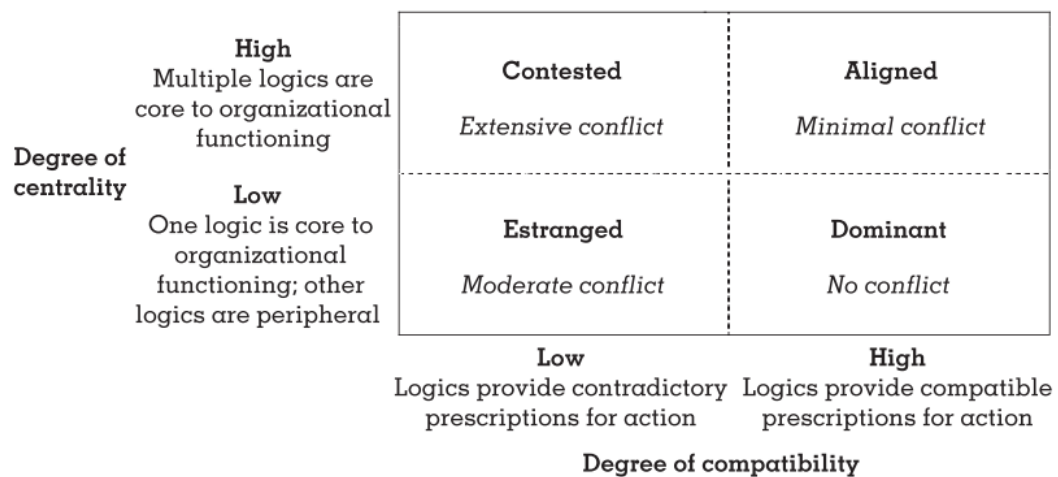 High
Multiple logics are
core to organizational
functioning
Degree of
centrality
Low
One logic is core to
organizational
functioning; other
logics are peripheral
Contested
Extensive conflict
Aligned
Minimal conflict
Estranged
Moderate conflict
Dominant
No conflict
Low
Logics provide contradictory
prescriptions for action
High
Logics provide compatible
prescriptions for action
Degree of compatibility